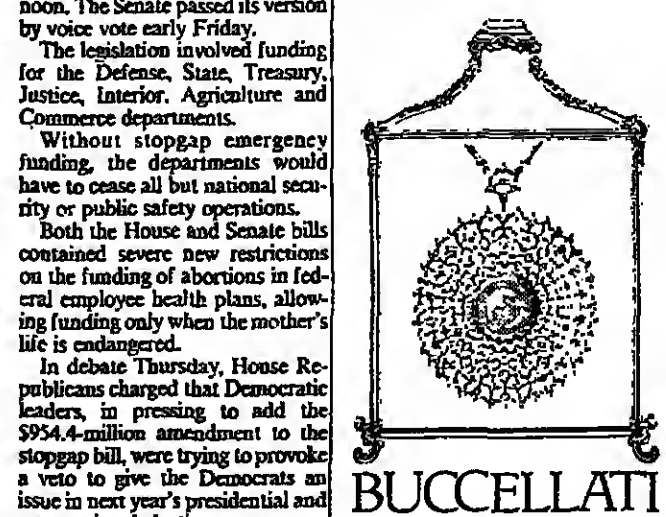 noon. The Senate passed its version
by voice vote early Friday.
The legislation involved funding
for the Defense, State, Treasury,
Justice, Interior, Agriculture and
Commerce departments.
Without stopgap emergency
funding, the departments would
have to cease all but national secu-
rity or public safety operations.
Both the House and Senate bills
contained severe new restrictions
on the funding of abortions in fed-
eral employee health plans, allow-
ing funding only when the mother's
life is endangered.
In debate Thursday, House Re-
publicans charged that Democratic
leaders, in pressing to add the
$954.4-million amendment to the
stopgap bill, were trying to provoke
a veto to give the Democrats an
issue in next year's presidential and
BUCCELLATI